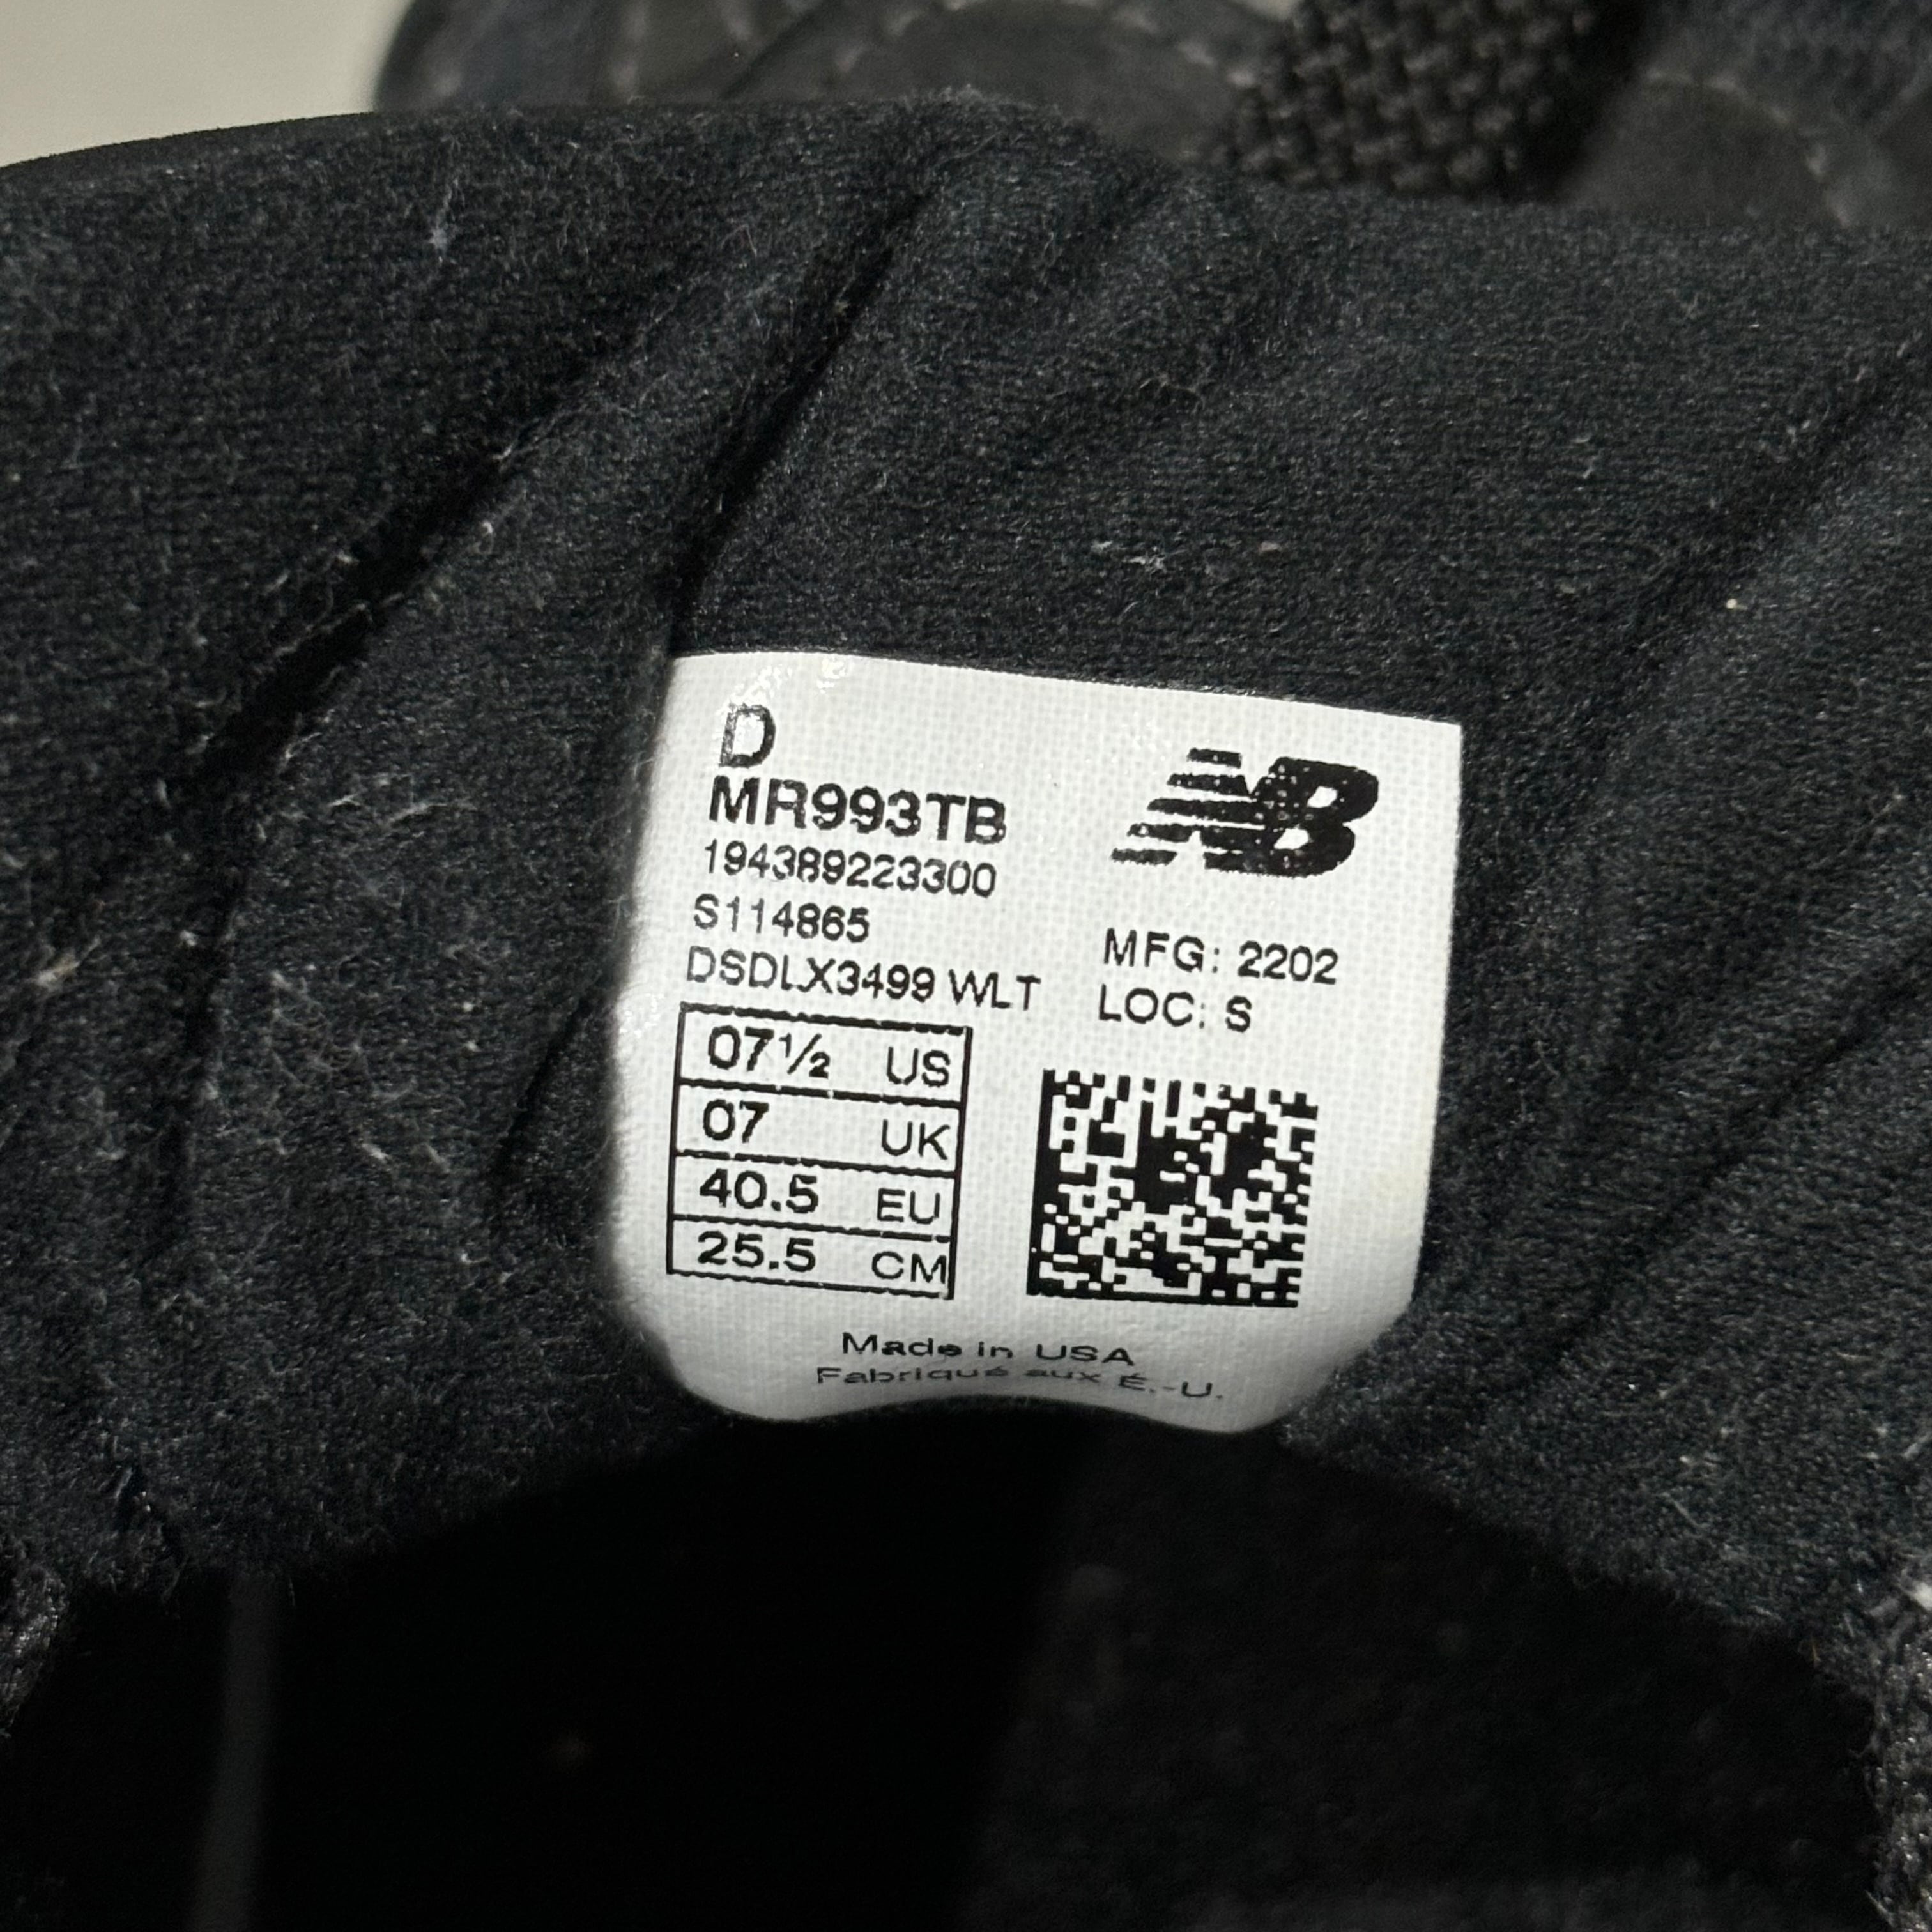 D
MR993TB
NB
194389223300
S114865
DSDLX3499 WLT
MFG: 2202
LOC: S
07½ US
07 UK
40.5 EU
25.5 CM
Made in USA
Fabriqué aux É.-U.